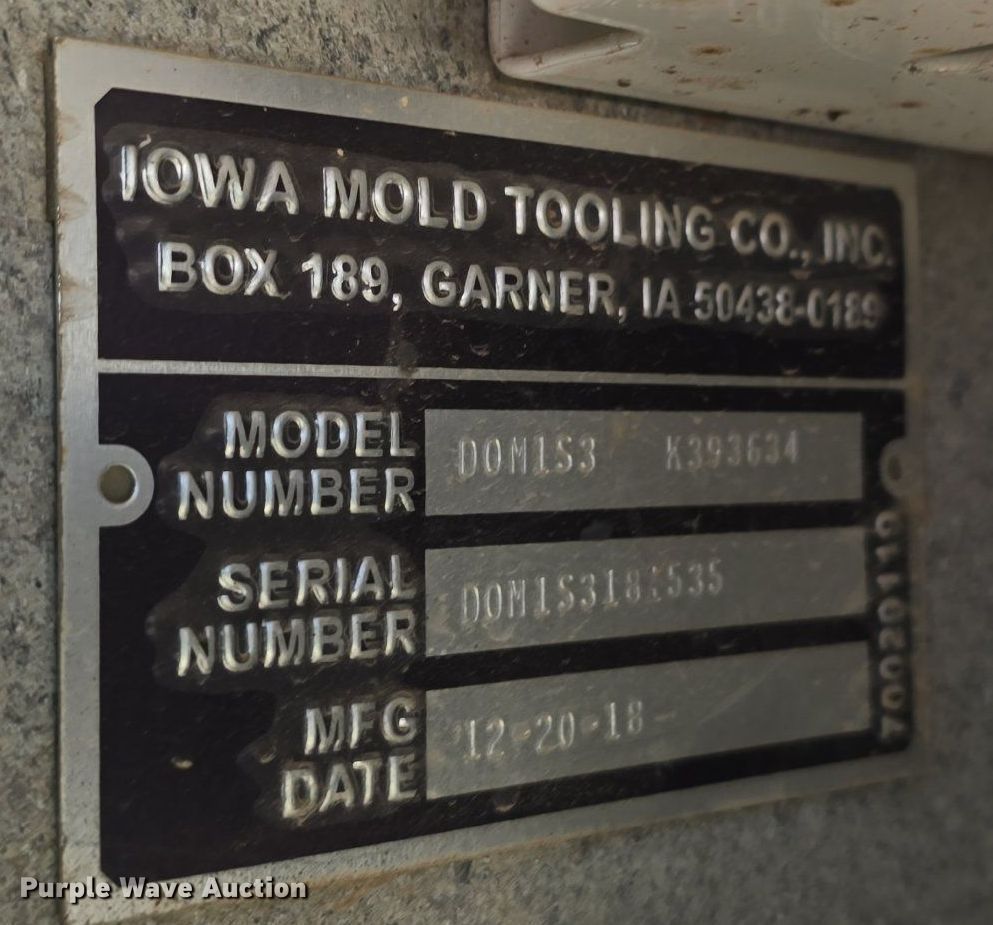 IOWA MOLD TOOLING CO., INC.
BOX 189, GARNER, IA 50438-0189
MODEL NUMBER
DOM1S3 K393634
SERIAL NUMBER
MFG DATE
12-20-18-
70020119
Purple Wave Auction